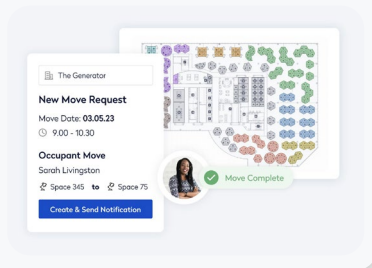 The Generator
New Move Request
Move Date: 03.05.23
9.00 - 10.30
Occupant Move
Sarah Livingston
Space 345 to Space 75
Create & Send Notification
Move Complete